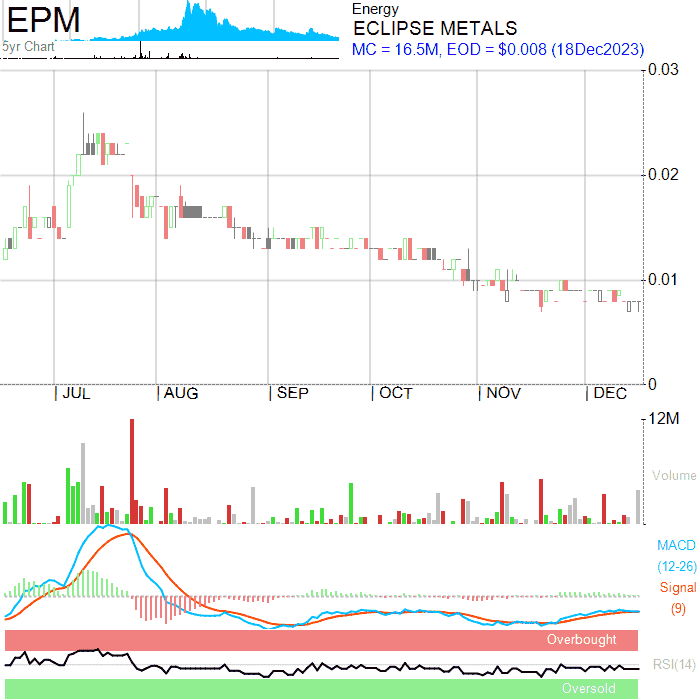 EPM
5yr Chart
Energy
ECLIPSE METALS
MC = 16.5M, EOD = $0.008 (18Dec2023)
0.03
0.02
0.01
0
JUL AUG SEP OCT NOV DEC
12M
Volume
MACD
(12-26)
Signal
(9)
Overbought
RSI(14)
Oversold